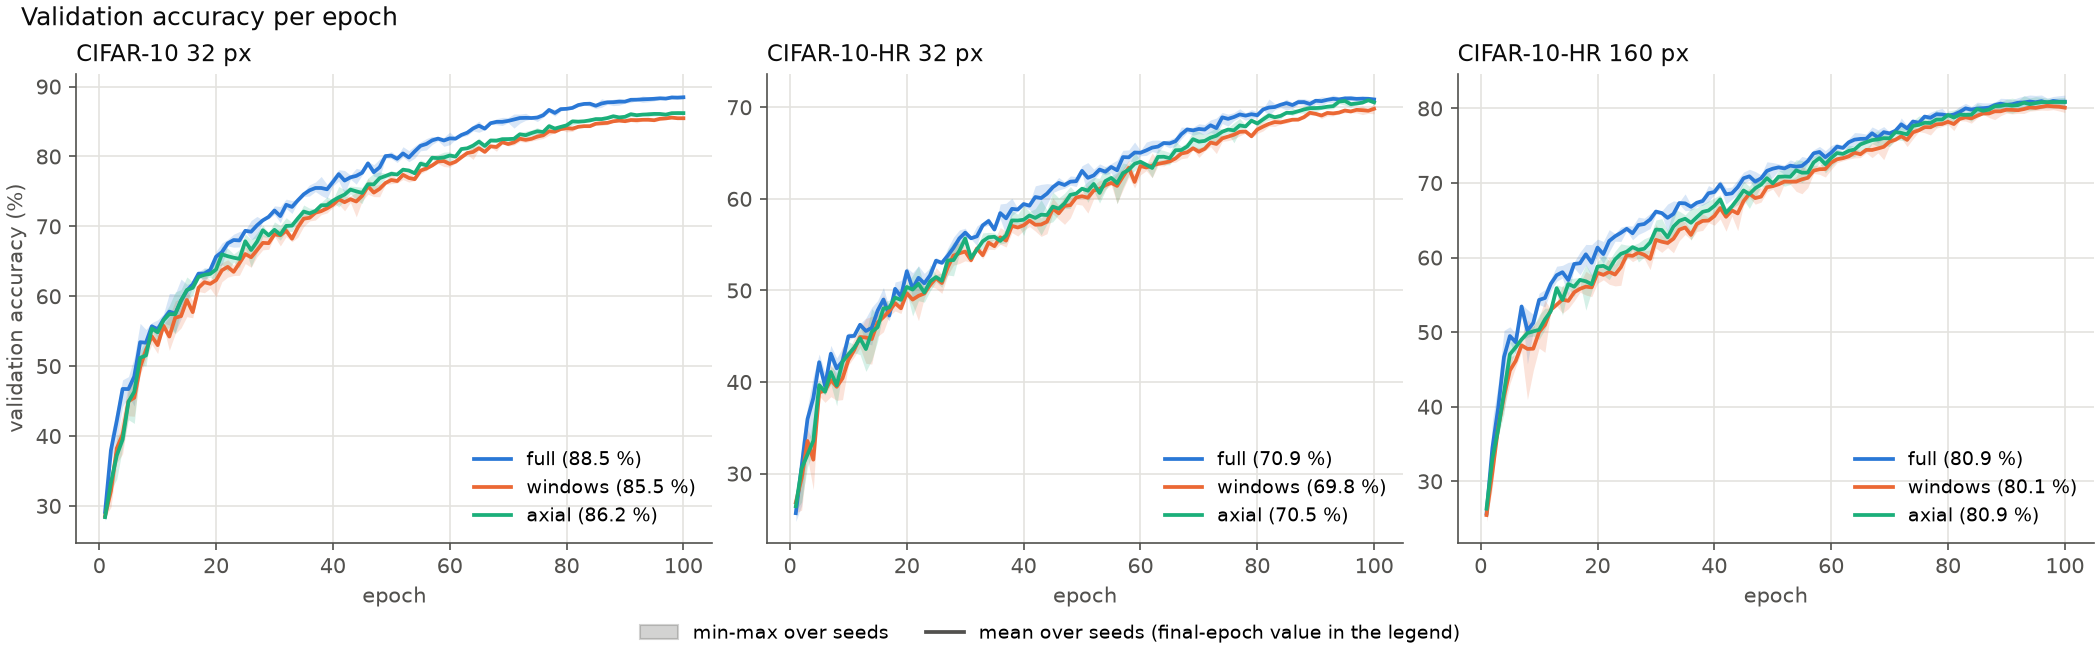 Validation accuracy per epoch
CIFAR-10 32 px
validation accuracy (%)
90
80
70
60
50
40
30
0
20
40
60
80
100
epoch
full (88.5 %)
windows (85.5 %)
axial (86.2 %)
CIFAR-10-HR 32 px
70
60
50
40
30
0
20
40
60
80
100
epoch
full (70.9 %)
windows (69.8 %)
axial (70.5 %)
CIFAR-10-HR 160 px
80
70
60
50
40
30
0
20
40
60
80
100
epoch
full (80.9 %)
windows (80.1 %)
axial (80.9 %)
min-max over seeds
mean over seeds (final-epoch value in the legend)